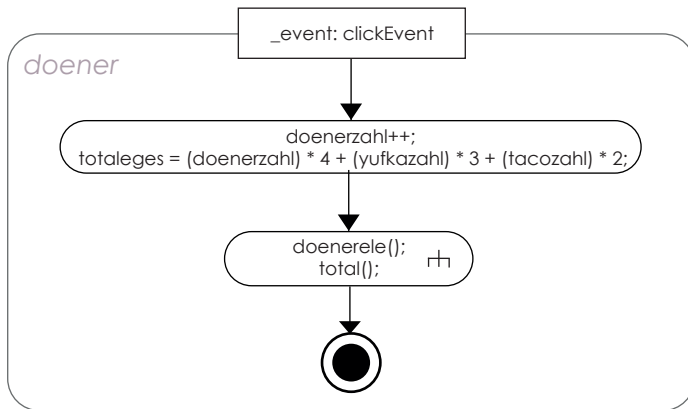 _event: clickEvent
doener
doenerzahl++;
totaleges = (doenerzahl) * 4 + (yufkazahl) * 3 + (tacozahl) * 2;
doenerele();
total();